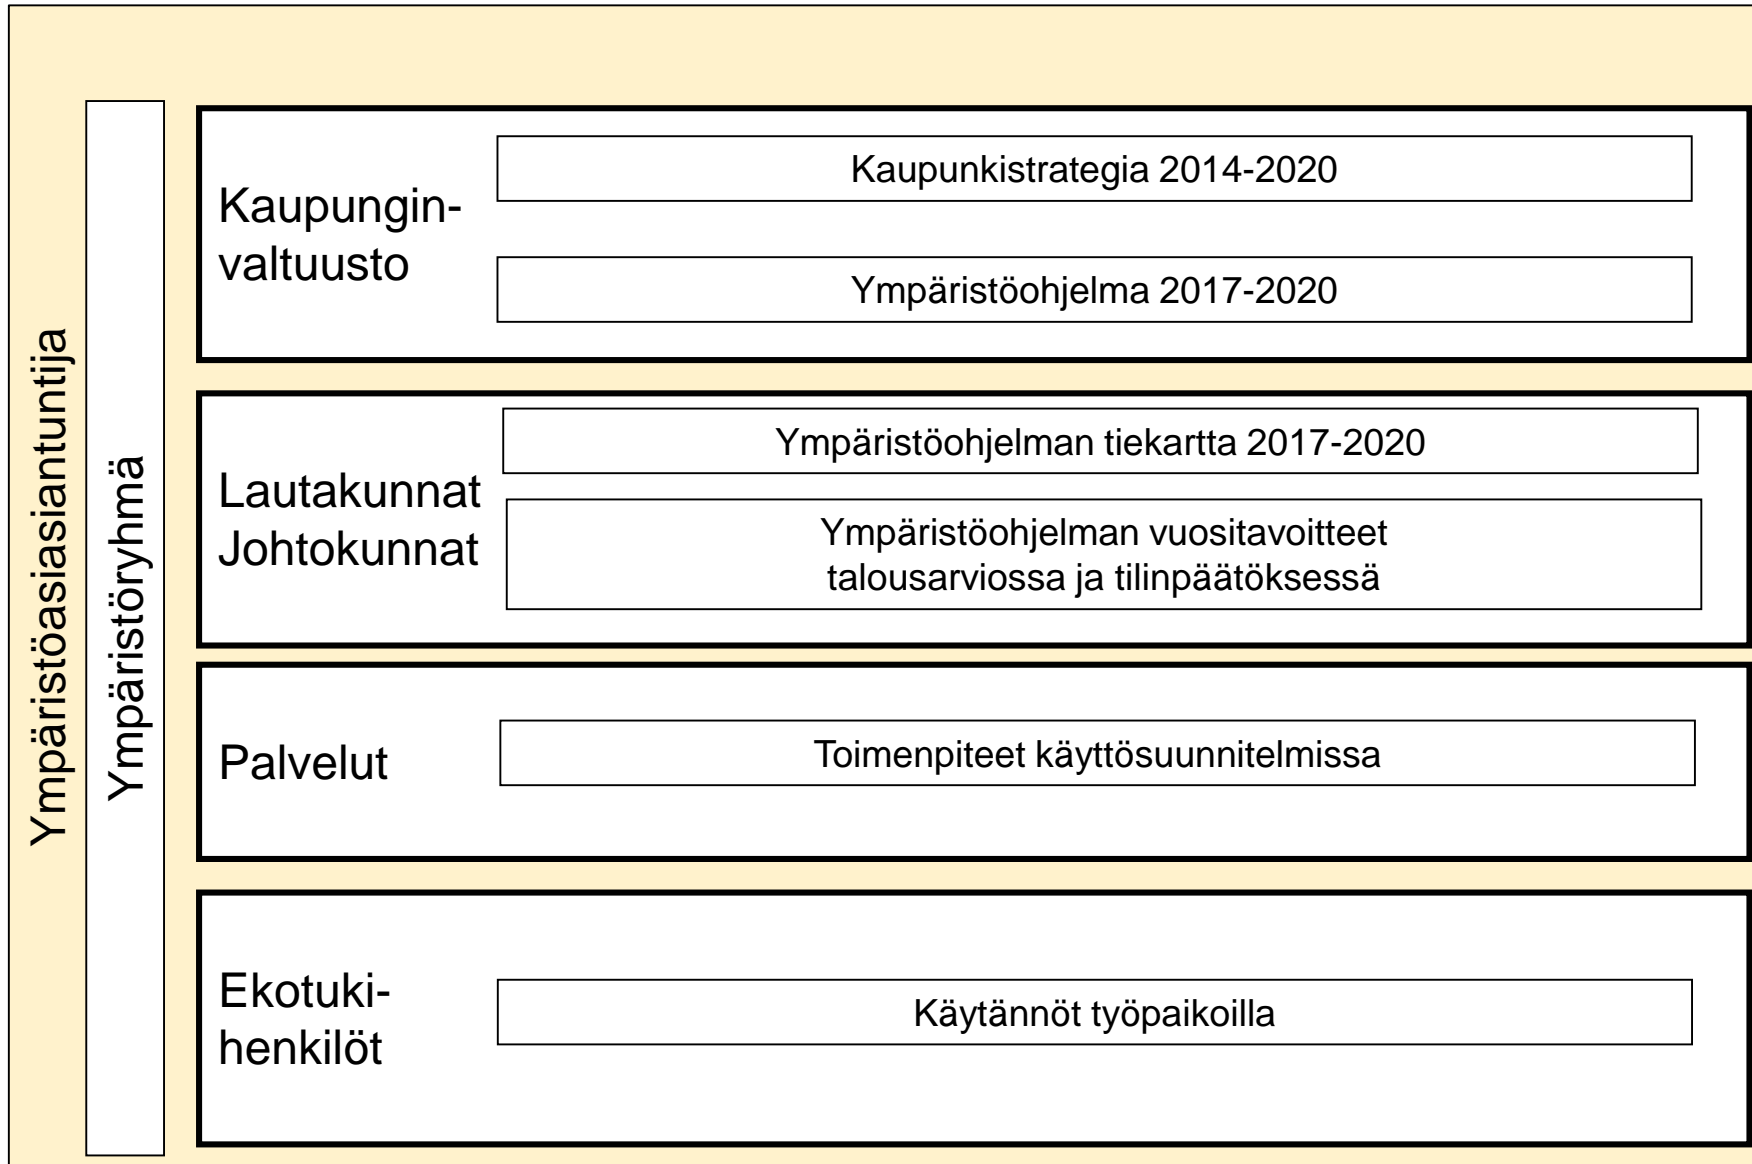 Ympäristöasiasiasiantuntija
Ympäristöryhmä
Kaupungin-
valtuusto
Kaupunkistrategia 2014-2020
Ympäristöohjelma 2017-2020
Lautakunnat
Johtokunnat
Ympäristöohjelman tiekartta 2017-2020
Ympäristöohjelman vuositavoitteet
talousarviossa ja tilinpäätöksessä
Palvelut
Toimenpiteet käyttösuunnitelmissa
Ekotuki-
henkilöt
Käytännöt työpaikoilla